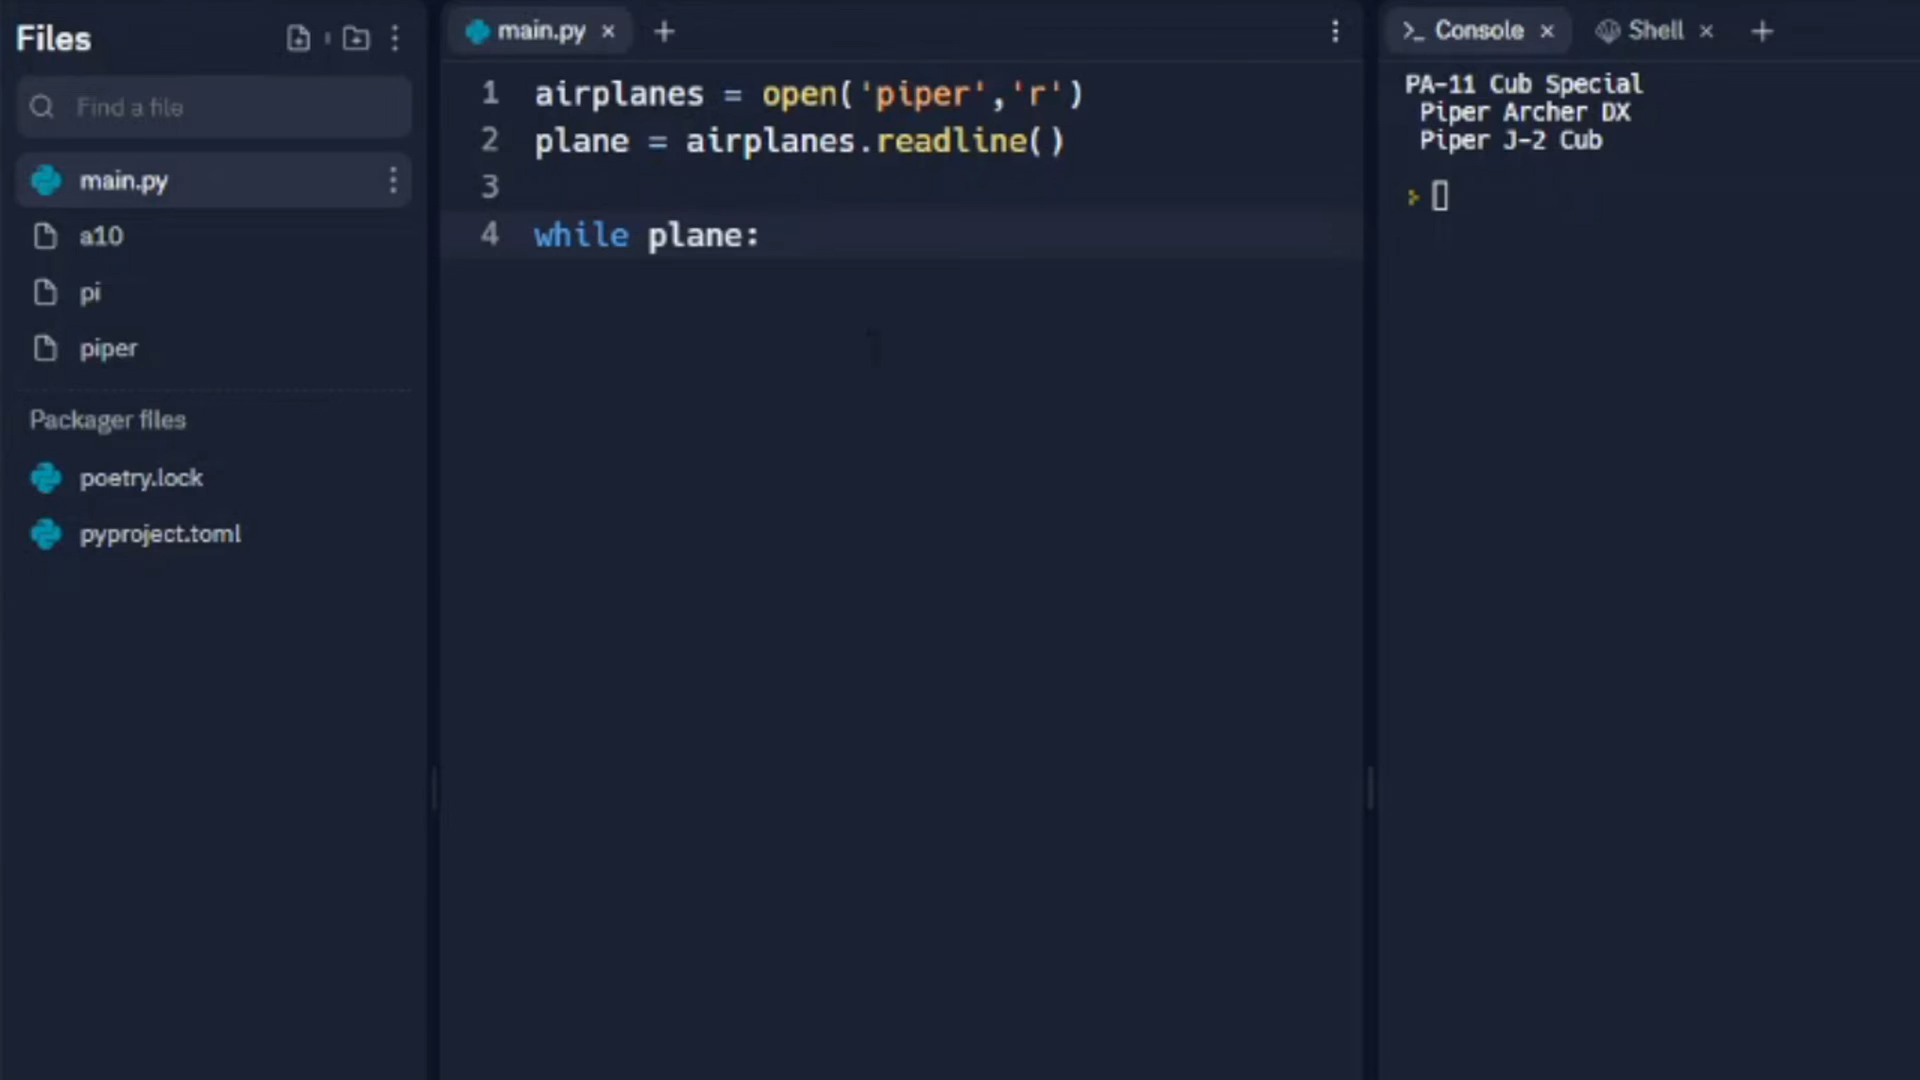 Files
Find a file
main.py
a10
pi
piper
Packager files
poetry.lock
pyproject.toml
main.py × +
1 airplanes = open('piper','r')
2 plane = airplanes.readline()
3
4 while plane:
>_ Console × Shell × +
PA-11 Cub Special
Piper Archer DX
Piper J-2 Cub
>